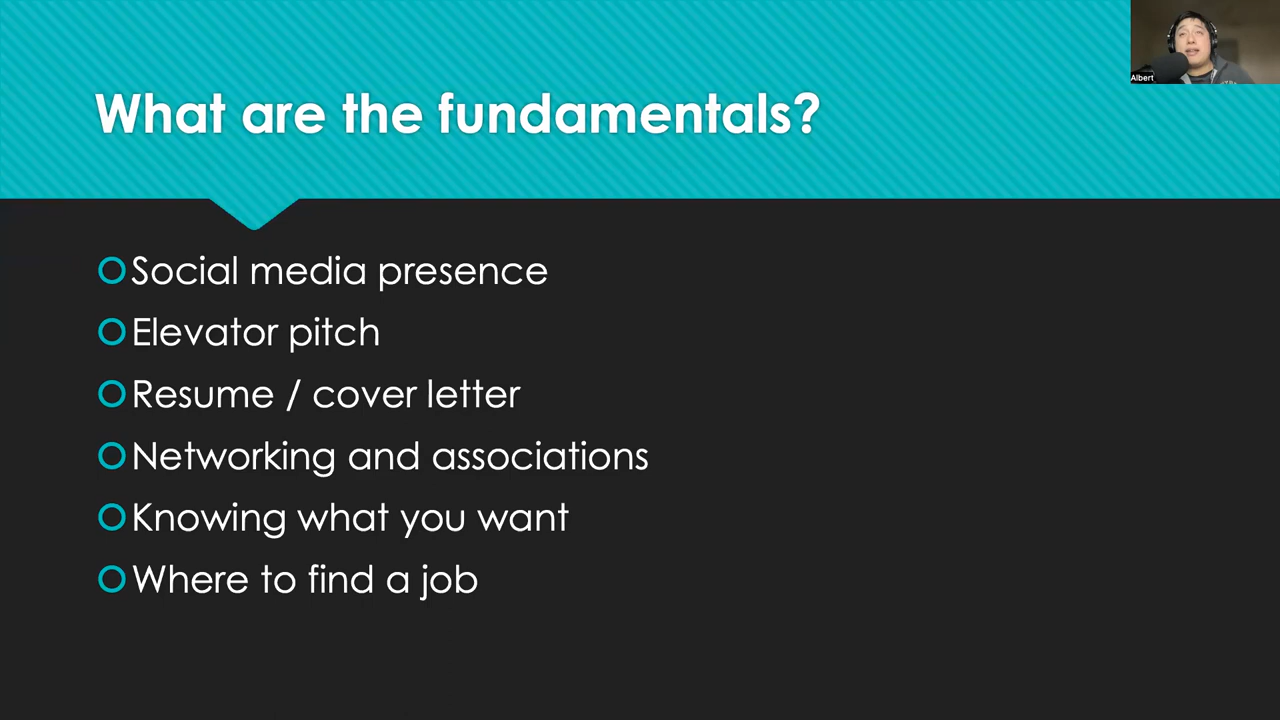 What are the fundamentals?
Social media presence
Elevator pitch
Resume / cover letter
Networking and associations
Knowing what you want
Where to find a job
Albert